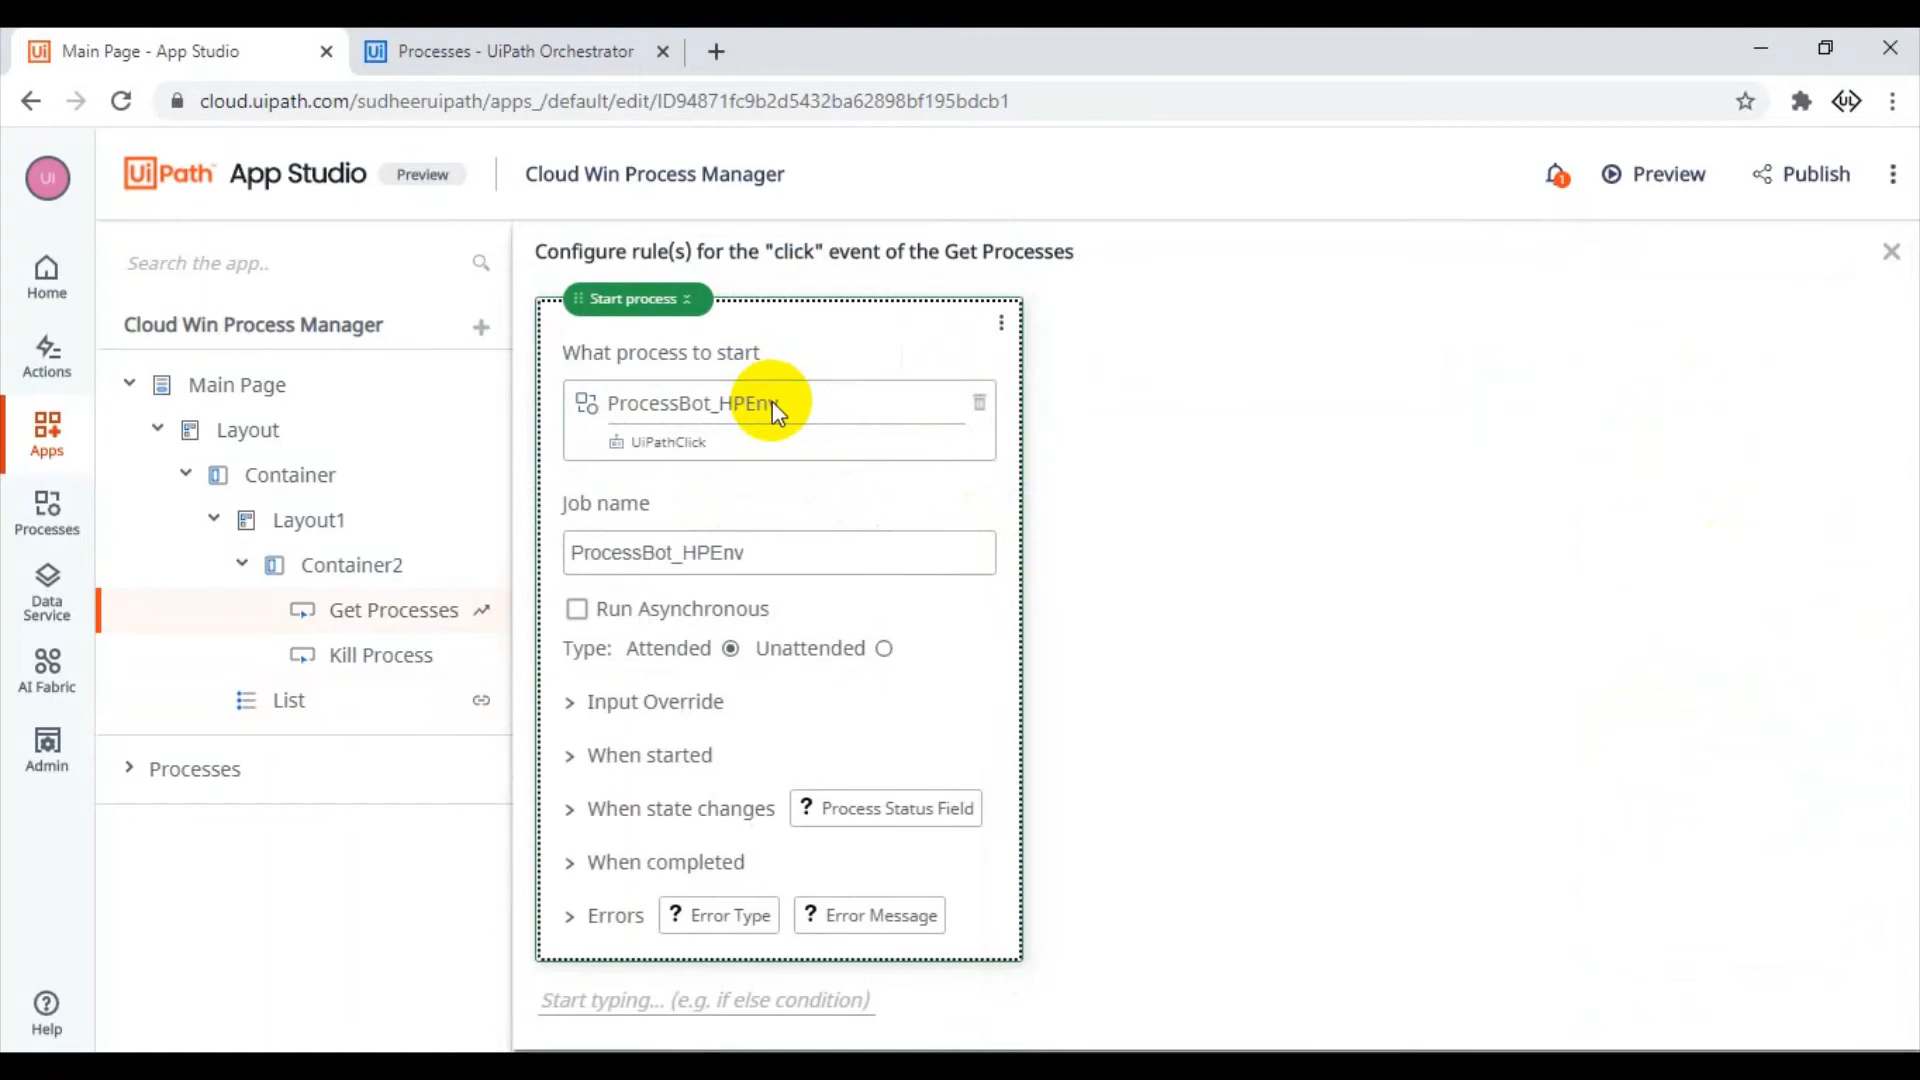 Main Page - App Studio
Processes - UiPath Orchestrator
cloud.uipath.com/sudheeruipath/apps_/default/edit/ID94871fc9b2d5432ba62898bf195bdcb1
UI
UiPath App Studio
Preview
Cloud Win Process Manager
1
Preview
Publish
Home
Actions
Apps
Processes
Data Service
AI Fabric
Admin
Help
Search the app..
Cloud Win Process Manager
Main Page
Layout
Container
Layout1
Container2
Get Processes
Kill Process
List
Processes
Configure rule(s) for the "click" event of the Get Processes
Start process
What process to start
ProcessBot_HPEnv
UiPathClick
Job name
ProcessBot_HPEnv
Run Asynchronous
Type: Attended Unattended
Input Override
When started
When state changes ? Process Status Field
When completed
Errors ? Error Type ? Error Message
Start typing... (e.g. if else condition)